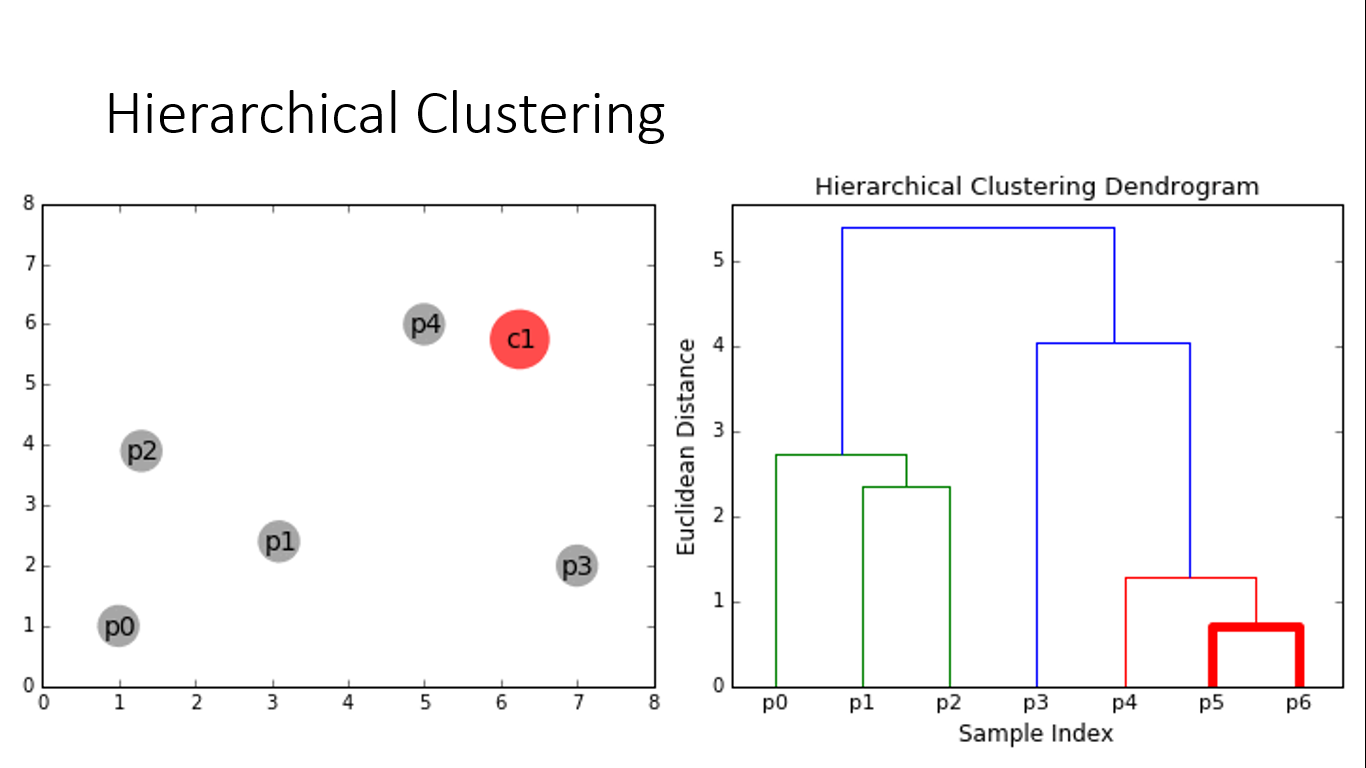 Hierarchical Clustering
8
7
6
5
4
3
2
1
0
p4
c1
p2
p1
p3
p0
0 1 2 3 4 5 6 7 8
Hierarchical Clustering Dendrogram
Euclidean Distance
5
4
3
2
1
0
p0 p1 p2 p3 p4 p5 p6
Sample Index